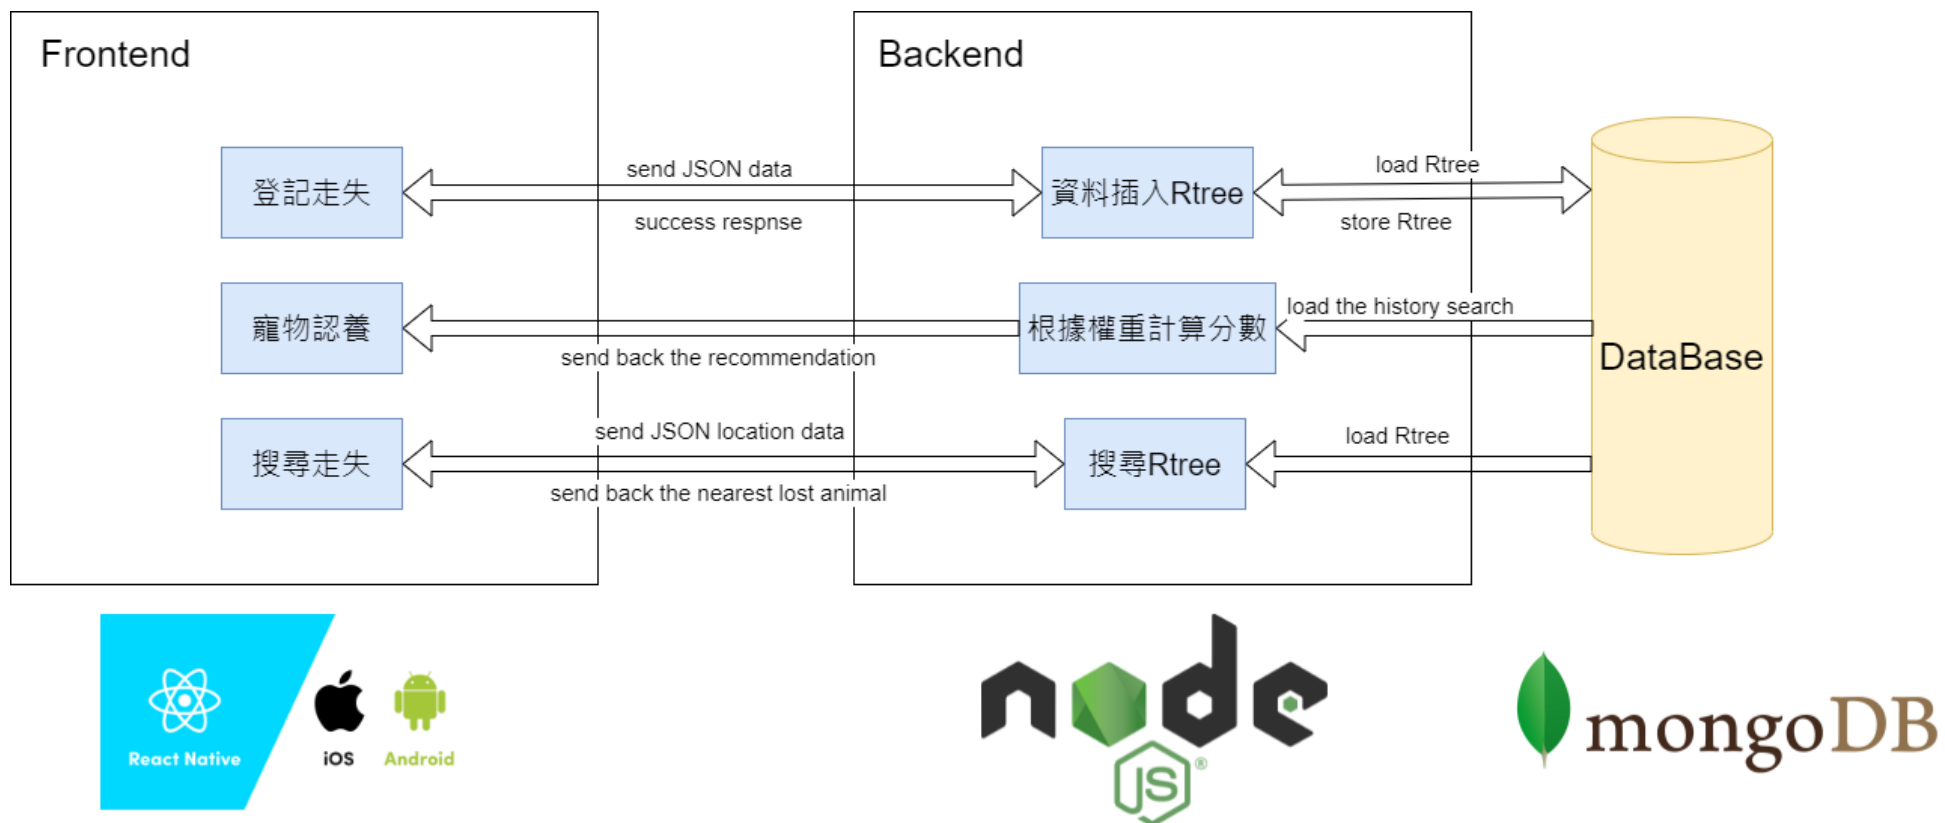 Frontend
Backend
登記走失
send JSON data
success respnse
資料插入Rtree
load Rtree
store Rtree
寵物認養
send back the recommendation
根據權重計算分數
load the history search
DataBase
搜尋走失
send JSON location data
send back the nearest lost animal
搜尋Rtree
load Rtree
React Native
iOS
Android
node
JS
®
mongoDB